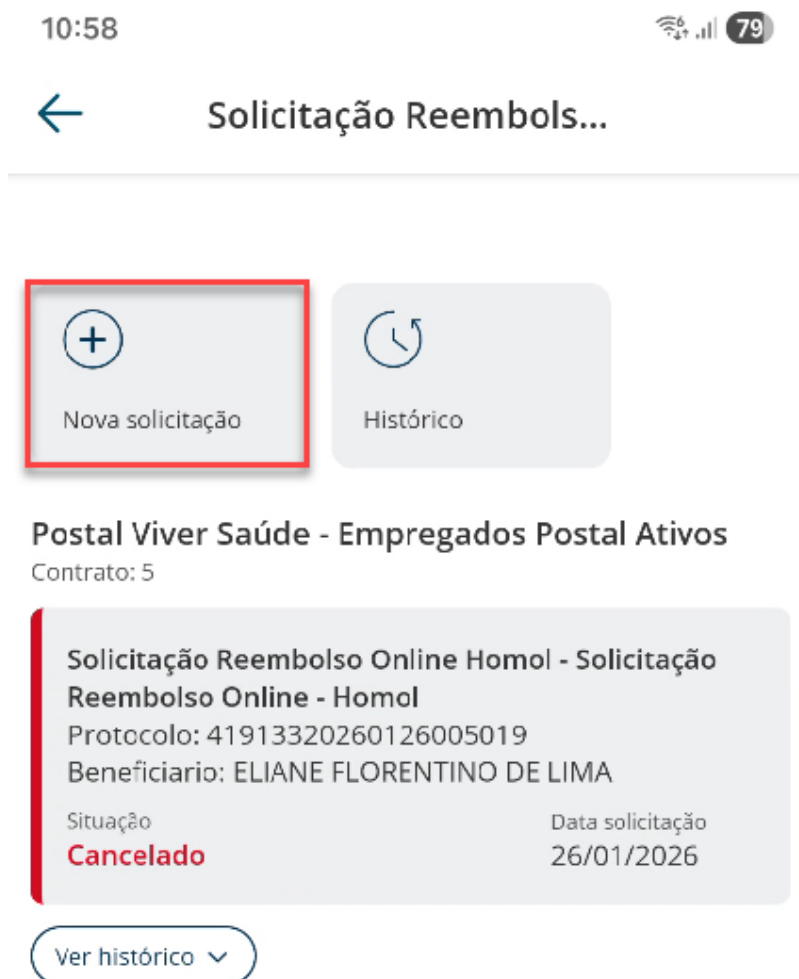 10:58
79
Solicitação Reembols...
Nova solicitação
Histórico
Postal Viver Saúde - Empregados Postal Ativos
Contrato: 5
Solicitação Reembolso Online Homol - Solicitação
Reembolso Online - Homol
Protocolo: 41913320260126005019
Beneficiario: ELIANE FLORENTINO DE LIMA
Situação
Data solicitação
Cancelado
26/01/2026
Ver histórico